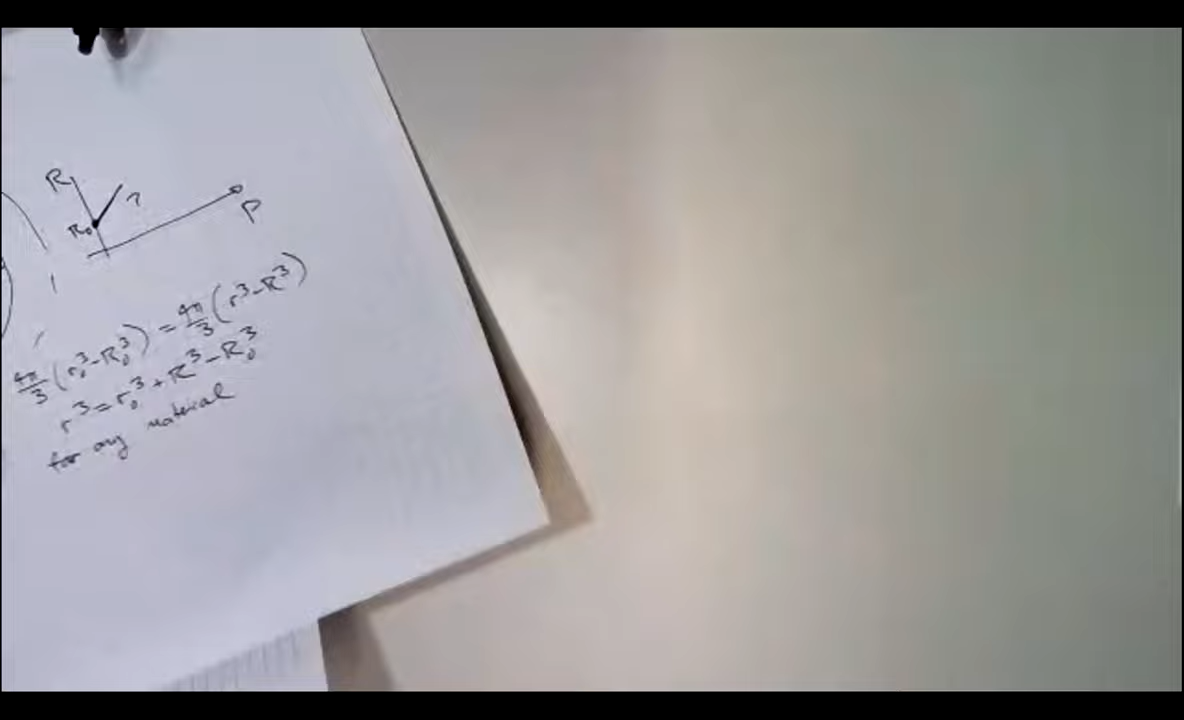 R
R₀ ?
P
4π/3 (r₀³-R₀³) = 4π/3 (r³-R³)
r³ = r₀³ + R³ - R₀³
for any material